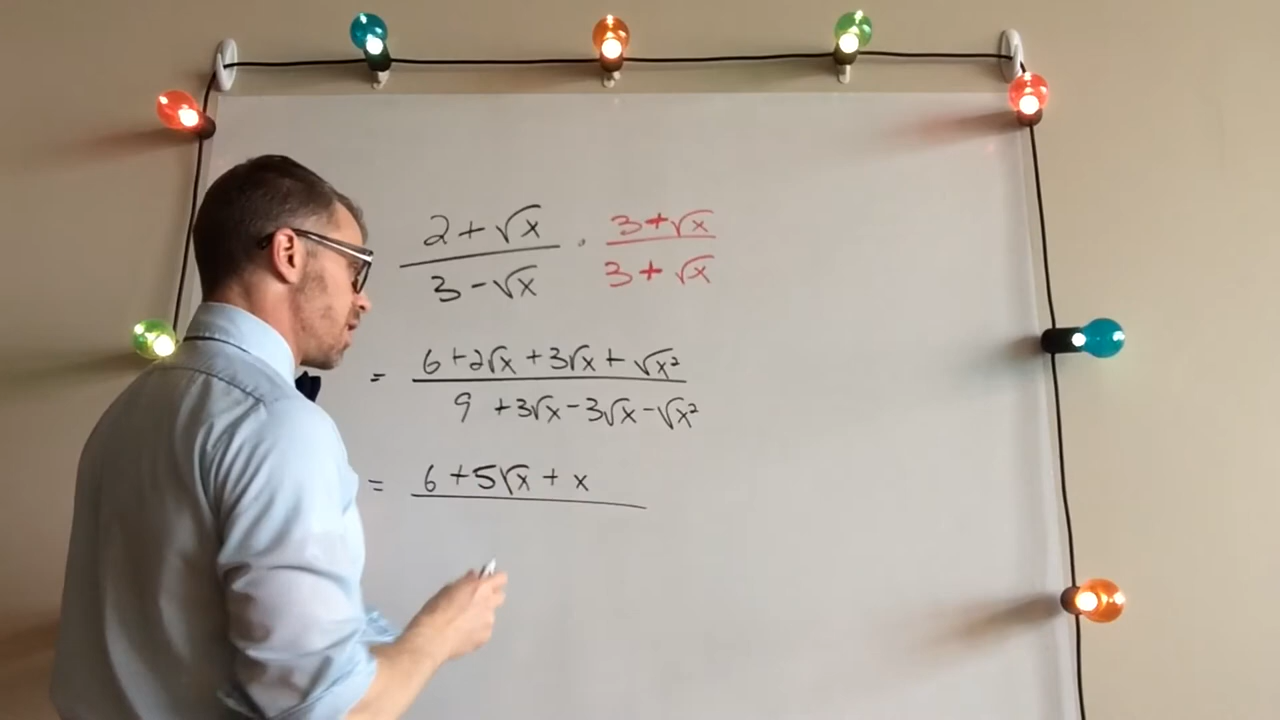 2 + √x / 3 - √x · 3 + √x / 3 + √x
= 6 + 2√x + 3√x + √x² / 9 + 3√x - 3√x - √x²
= 6 + 5√x + x